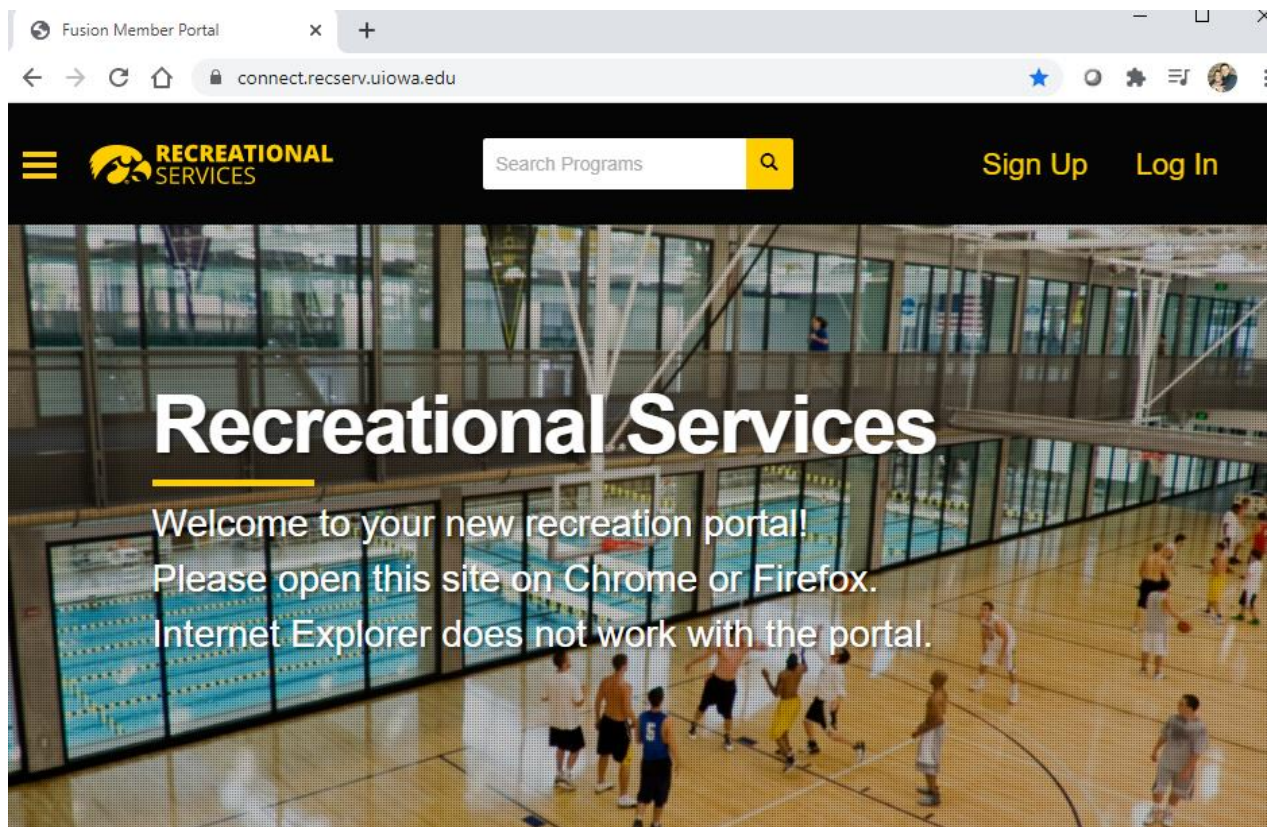 Fusion Member Portal
connect.recserv.uiowa.edu
RECREATIONAL
SERVICES
Search Programs
Sign Up
Log In
Recreational Services
Welcome to your new recreation portal!
Please open this site on Chrome or Firefox.
Internet Explorer does not work with the portal.
5